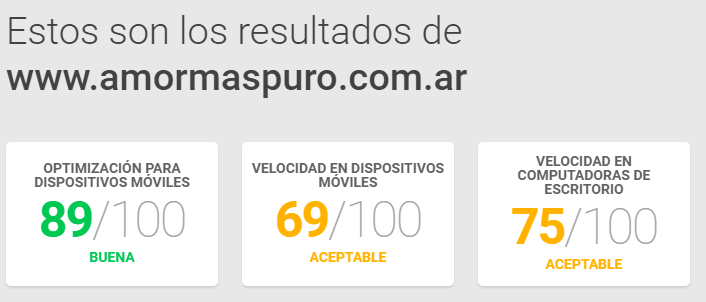 Estos son los resultados de
www.amormaspuro.com.ar
OPTIMIZACIÓN PARA
DISPOSITIVOS MÓVILES
89/100
BUENA
VELOCIDAD EN DISPOSITIVOS
MÓVILES
69/100
ACEPTABLE
VELOCIDAD EN
COMPUTADORAS DE
ESCRITORIO
75/100
ACEPTABLE